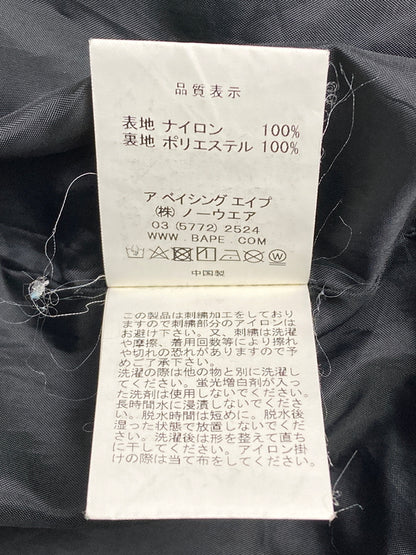 品質表示
表地 ナイロン 100%
裏地 ポリエステル 100%
ア ベイシング エイプ
(株) ノーウエア
03 (5772) 2524
WWW.BAPE.COM
中国製
この製品は刺繍加工をしており
ますので刺繍部分のアイロンは
お避け下さい。又、刺繍は洗濯
や摩擦、着用回数等により擦れ
や切れの恐れがありますので予
めご了承下さい。
洗濯の際は他の物と別に洗濯し
てください。蛍光増白剤が入っ
た洗剤は使用しないでください。
長時間水に浸漬しないでくださ
い。脱水時間は短めに。脱水後
湿った状態で放置しないでくだ
さい。洗濯後は形を整えて直ち
に干してください。アイロン掛
けの際は当て布をしてください。